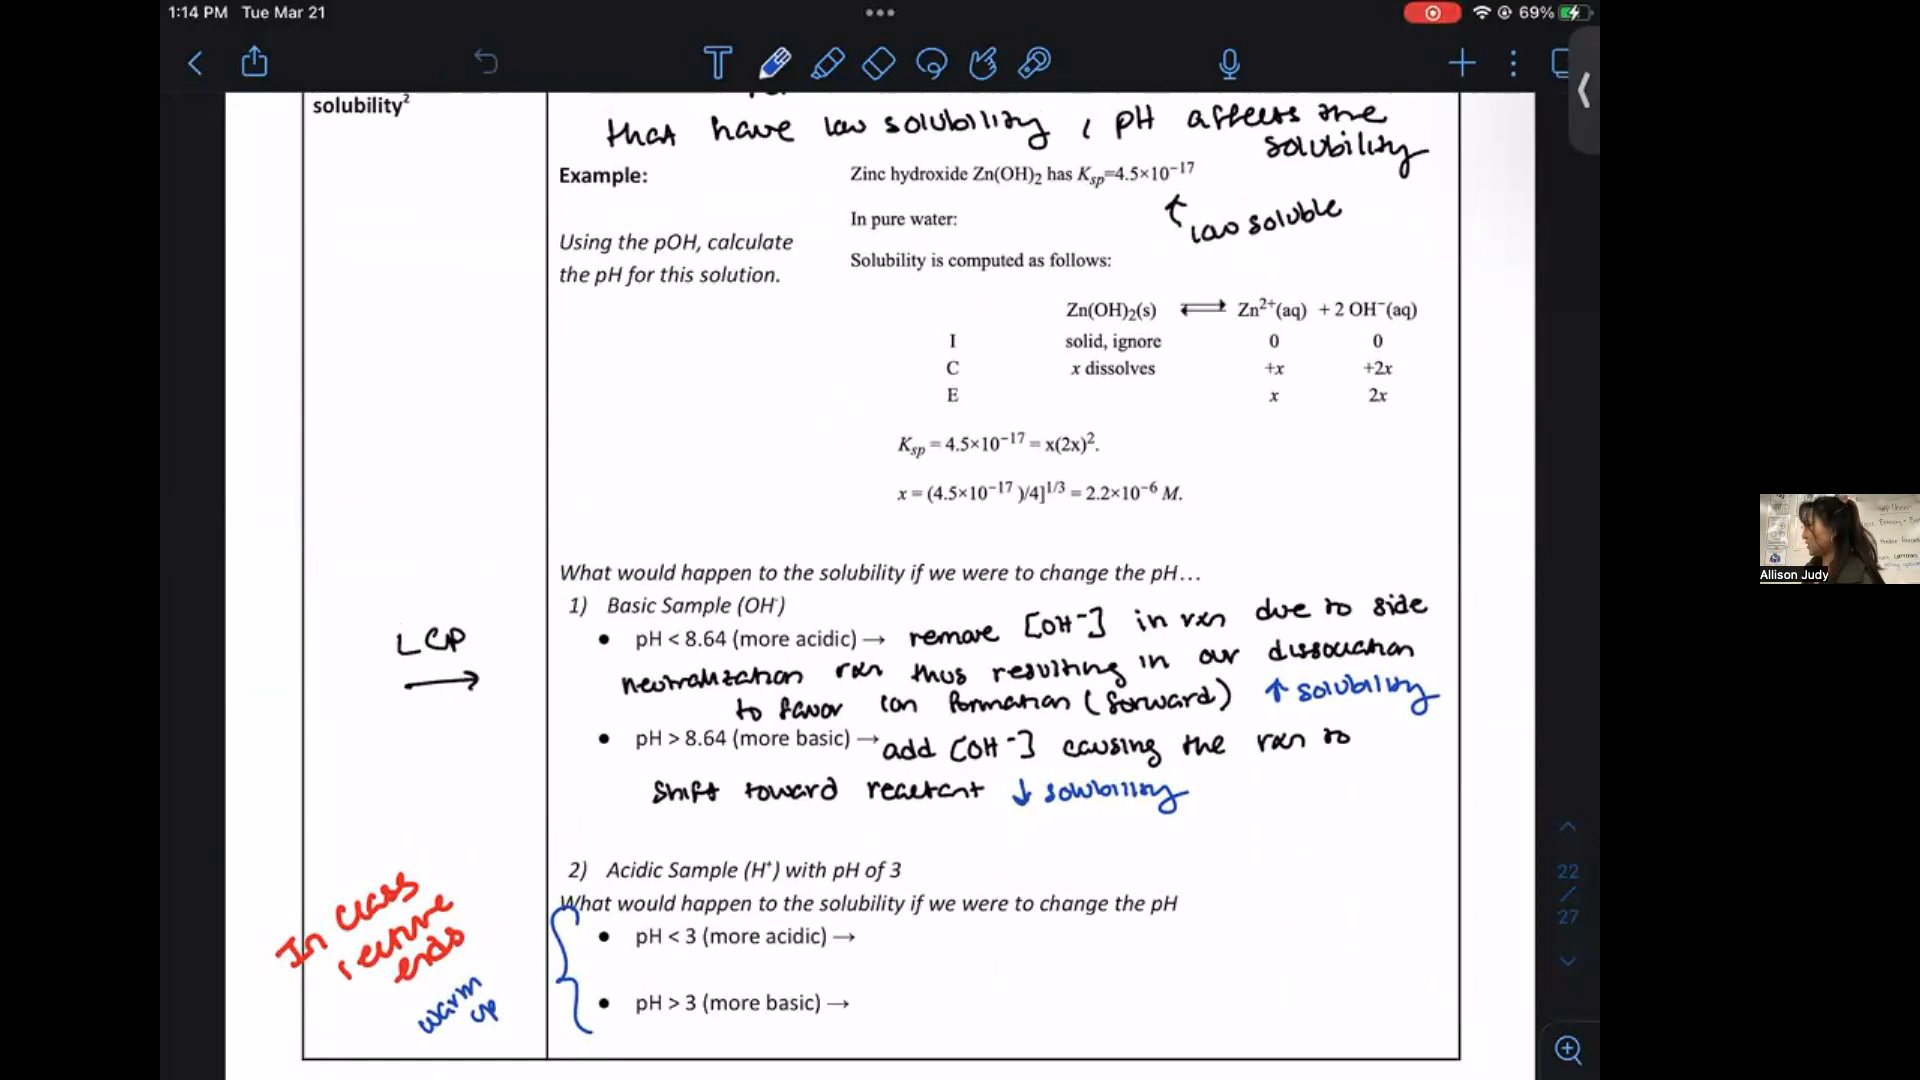 1:14 PM Tue Mar 21
69%
solubility²
that have low solubility, pH affects the
solubility
Example:
Zinc hydroxide Zn(OH)₂ has Ksp=4.5×10⁻¹⁷
low soluble
In pure water:
Using the pOH, calculate
the pH for this solution.
Solubility is computed as follows:
Zn(OH)₂(s) ⇌ Zn²⁺(aq) + 2 OH⁻(aq)
I solid, ignore 0 0
C x dissolves +x +2x
E x 2x
Ksp = 4.5×10⁻¹⁷ = x(2x)².
x = (4.5×10⁻¹⁷ )/4]¹/³ = 2.2×10⁻⁶ M.
What would happen to the solubility if we were to change the pH…
1) Basic Sample (OH⁻)
LCP →
• pH < 8.64 (more acidic) → remove [OH⁻] in rxn due to side
neutralization rxn thus resulting in our dissociation
to favor ion formation (forward) ↑ solubility
• pH > 8.64 (more basic) → add [OH⁻] causing the rxn to
shift toward reactant ↓ solubility
2) Acidic Sample (H⁺) with pH of 3
What would happen to the solubility if we were to change the pH
• pH < 3 (more acidic) →
• pH > 3 (more basic) →
In class
lecture
ends
warm
up
22
/
27
Allison Judy